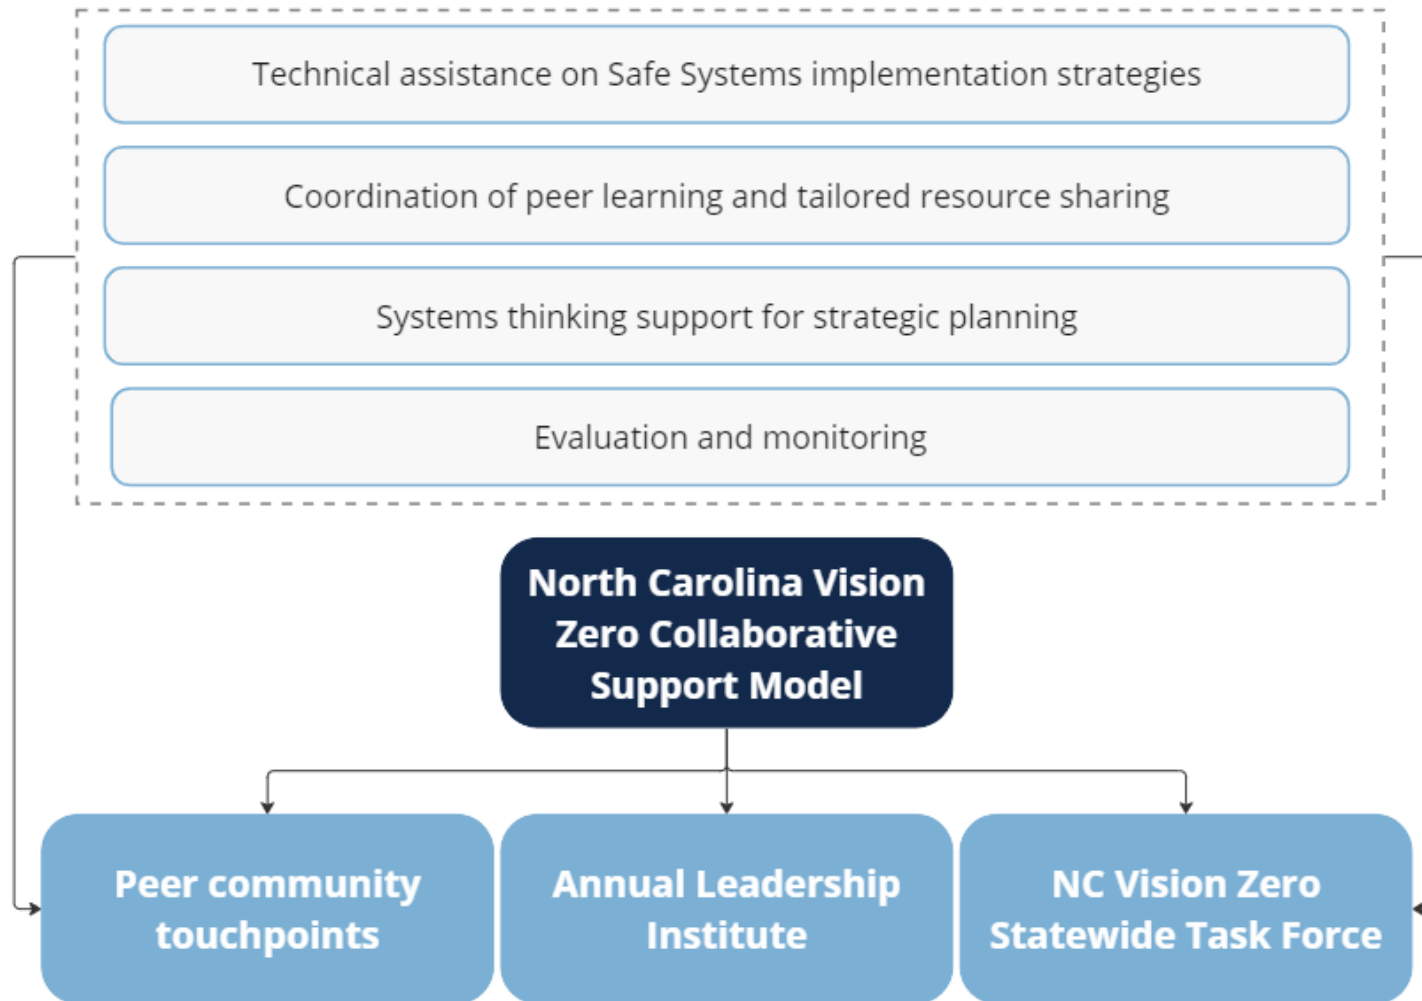 Technical assistance on Safe Systems implementation strategies
Coordination of peer learning and tailored resource sharing
Systems thinking support for strategic planning
Evaluation and monitoring
North Carolina Vision
Zero Collaborative
Support Model
Peer community
touchpoints
Annual Leadership
Institute
NC Vision Zero
Statewide Task Force